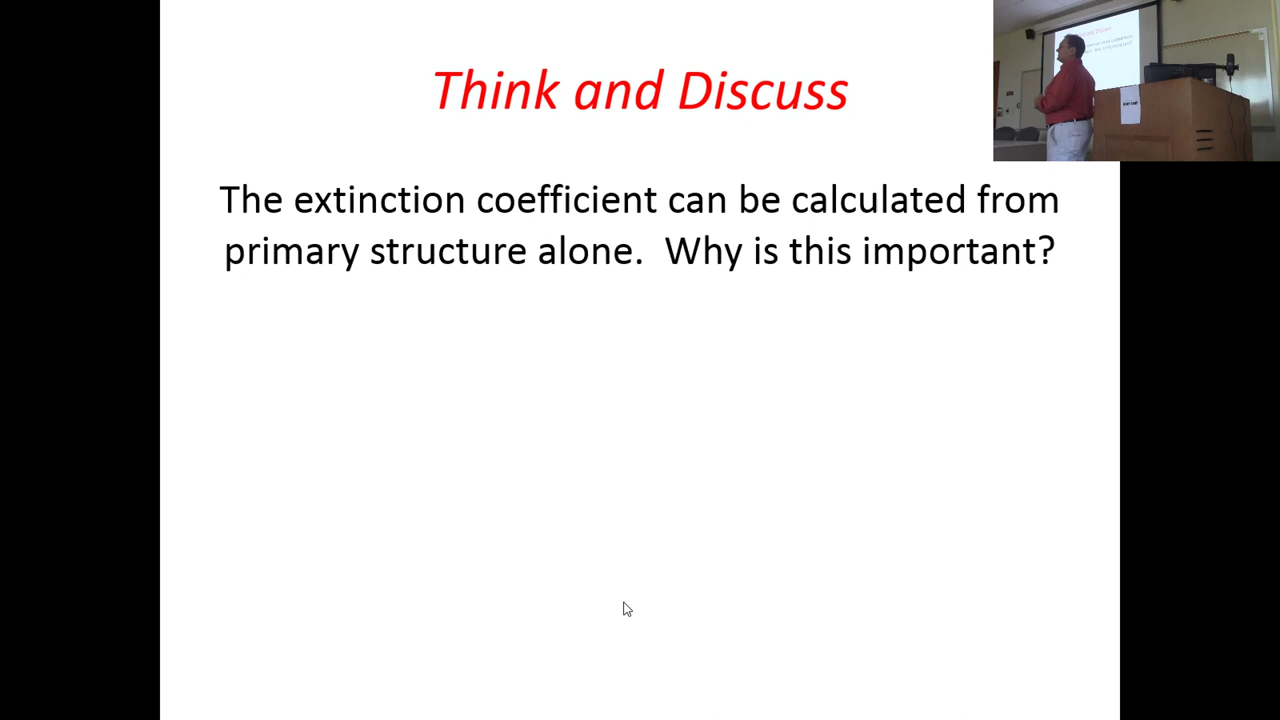 Think and Discuss
The extinction coefficient can be calculated from
primary structure alone.  Why is this important?